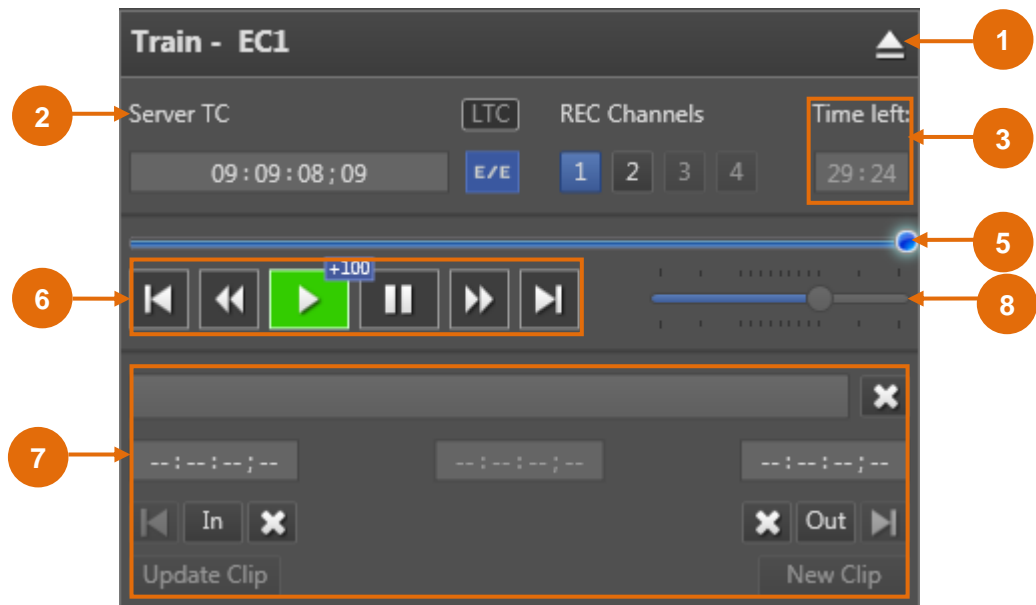 Train - EC1
1
2
Server TC
LTC
REC Channels
Time left:
3
09:09:08;09
E/E
1
2
3
4
29:24
5
+100
6
8
7
--:--:--;--
--:--:--;--
--:--:--;--
In
Out
Update Clip
New Clip